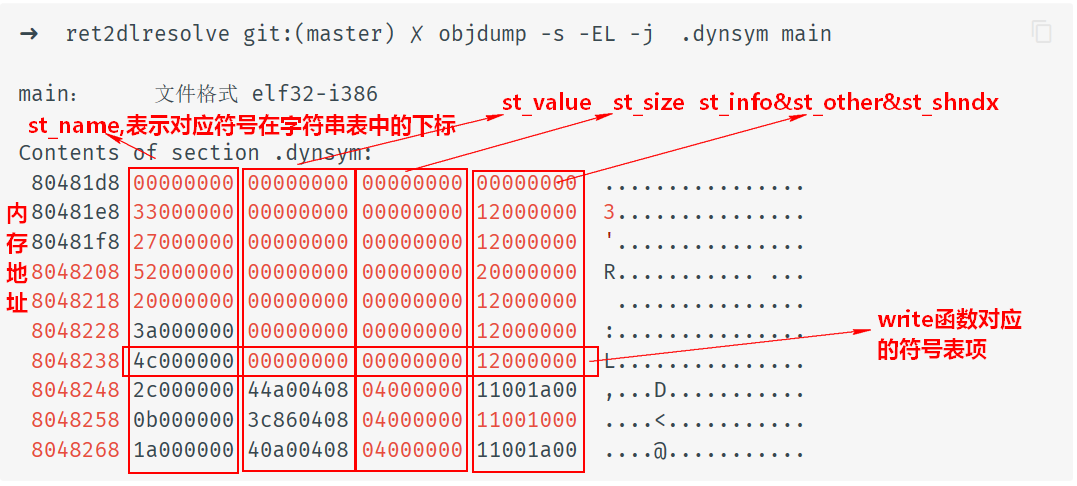 ➜ ret2dlresolve git:(master) ✗ objdump -s -EL -j .dynsym main
main： 文件格式 elf32-i386
st_name,表示对应符号在字符串表中的下标
st_value st_size st_info&st_other&st_shndx
Contents of section .dynsym:
内存地址
80481d8 00000000 00000000 00000000 00000000 ................
80481e8 33000000 00000000 00000000 12000000 3...............
80481f8 27000000 00000000 00000000 12000000 '...............
8048208 52000000 00000000 00000000 20000000 R........... ...
8048218 20000000 00000000 00000000 12000000  ...............
8048228 3a000000 00000000 00000000 12000000 :...............
8048238 4c000000 00000000 00000000 12000000 L...............
write函数对应
的符号表项
8048248 2c000000 44a00408 04000000 11001a00 ,...D...........
8048258 0b000000 3c860408 04000000 11001000 ....<...........
8048268 1a000000 40a00408 04000000 11001a00 ....@...........